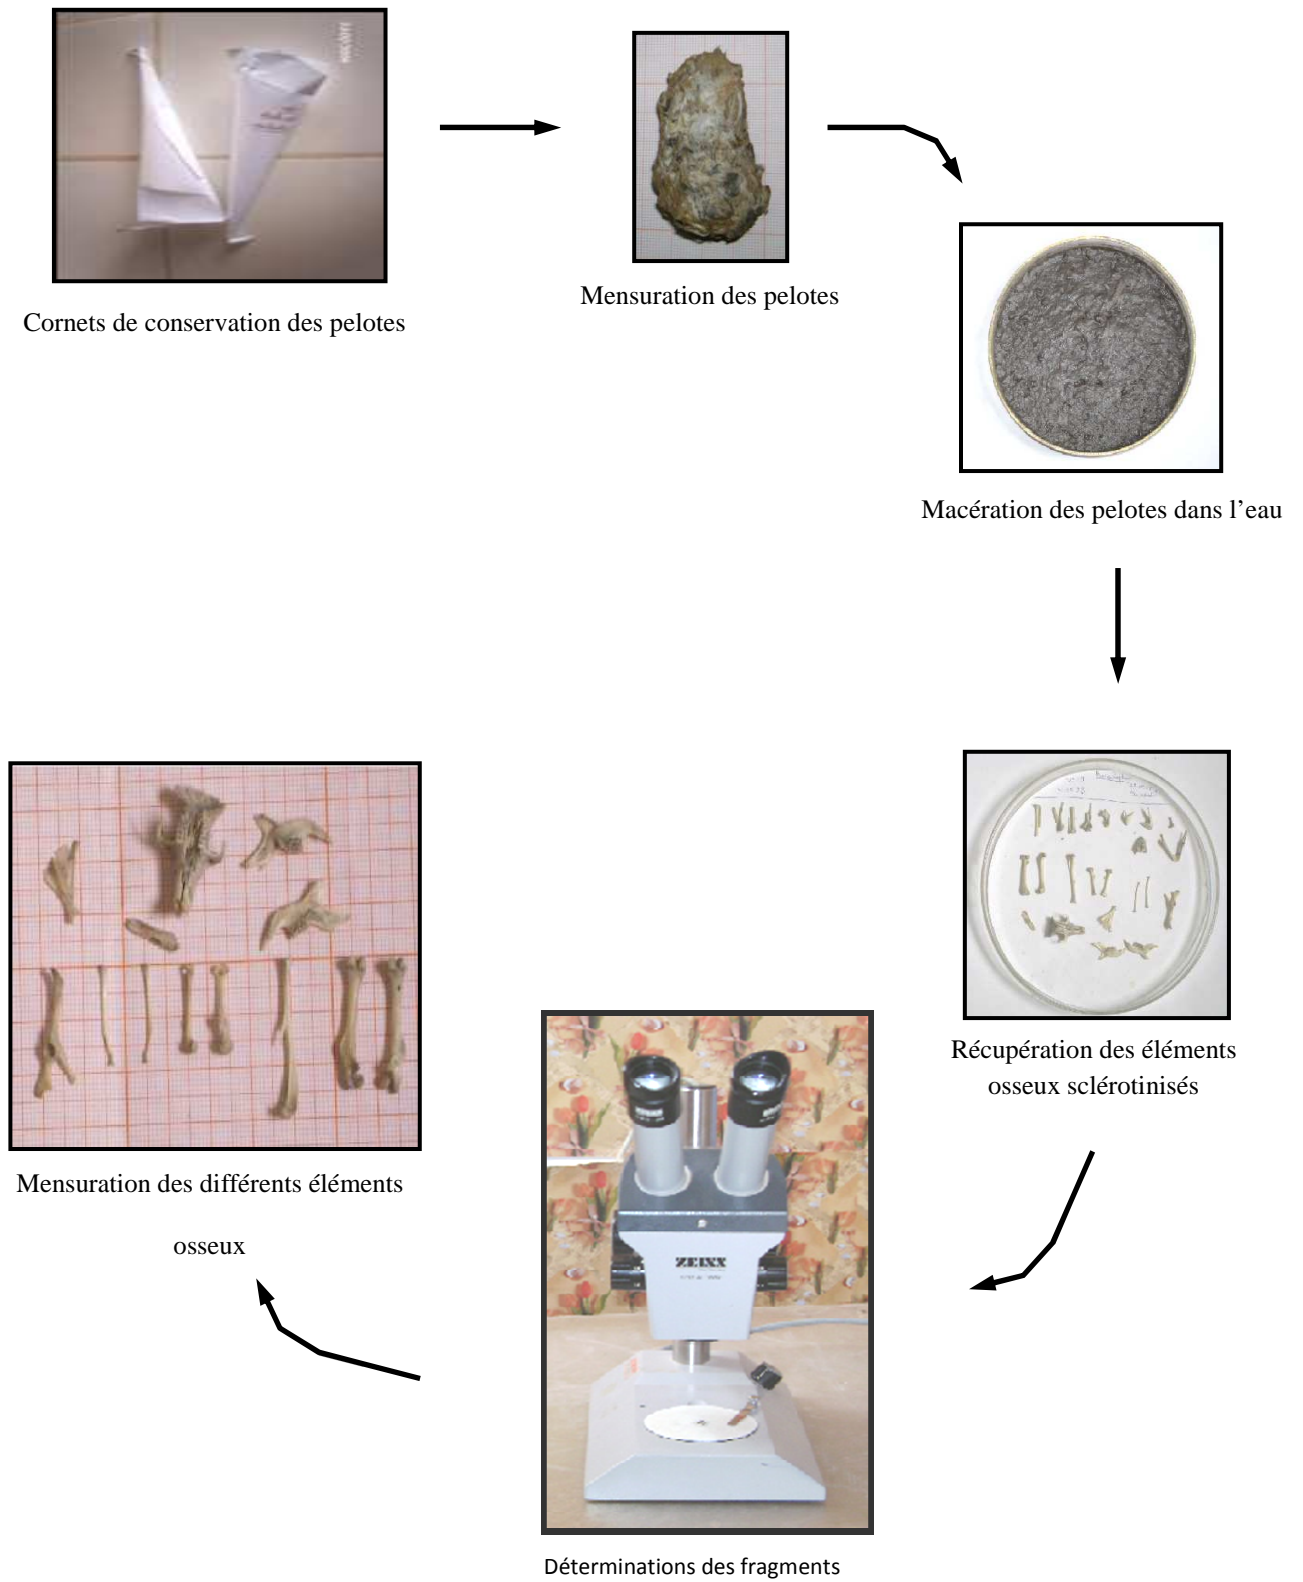 Cornets de conservation des pelotes
Mensuration des pelotes
Macération des pelotes dans l'eau
Récupération des éléments
osseux sclérotinisés
Mensuration des différents éléments
osseux
ZEIXX
Déterminations des fragments